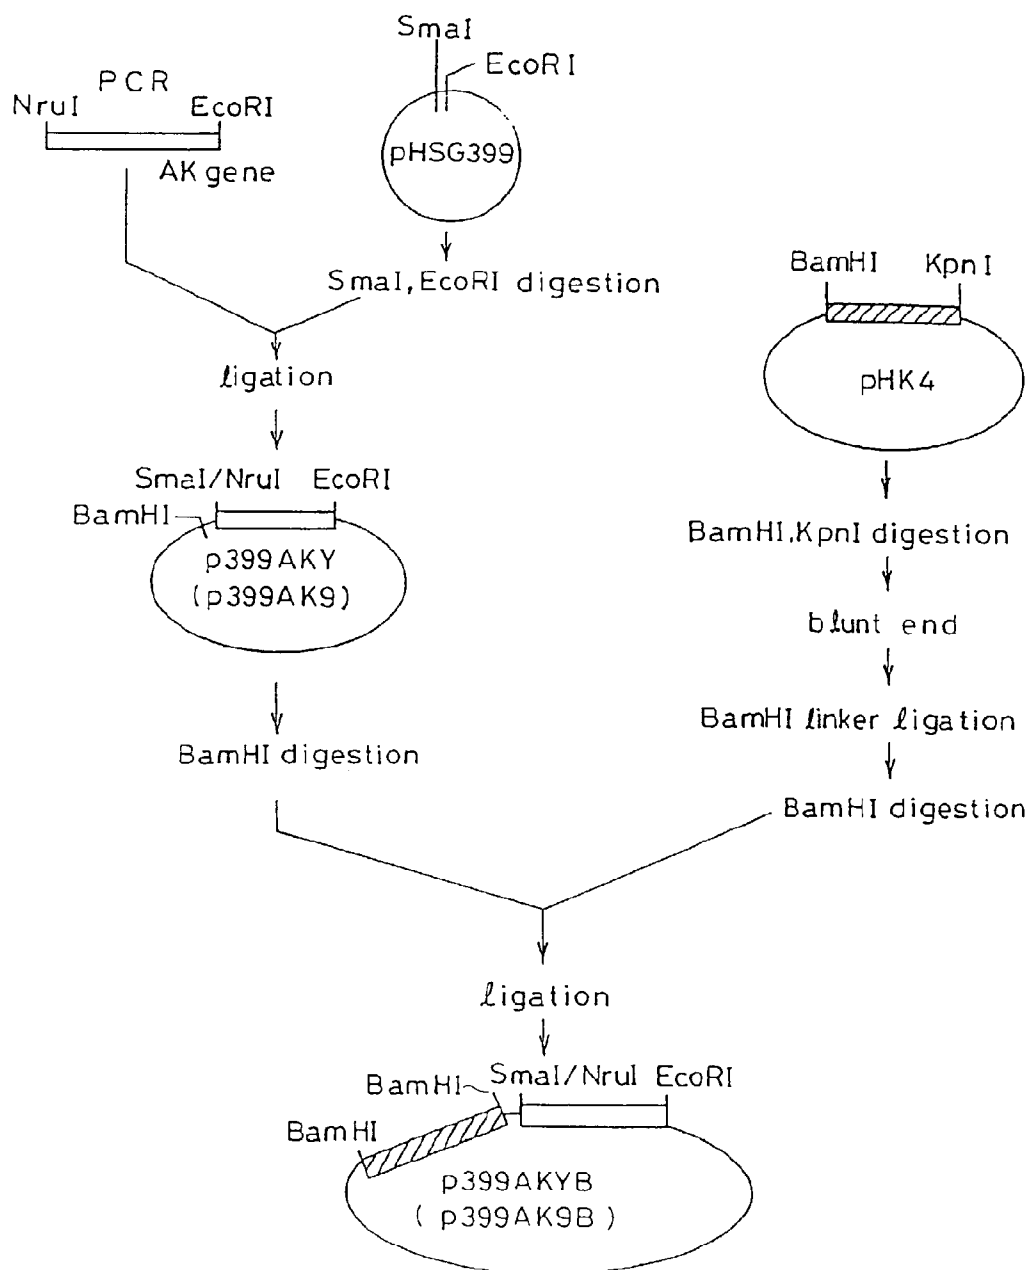 SmaI
EcoRI
PCR
NruI
EcoRI
AK gene
pHSG399
SmaI,EcoRI digestion
ligation
BamHI
KpnI
pHK4
SmaI/NruI
EcoRI
BamHI
p399AKY
(p399AK9)
BamHI,KpnI digestion
blunt end
BamHI linker ligation
BamHI digestion
BamHI digestion
ligation
BamHI
SmaI/NruI
EcoRI
BamHI
p399AKYB
( p399AK9B )